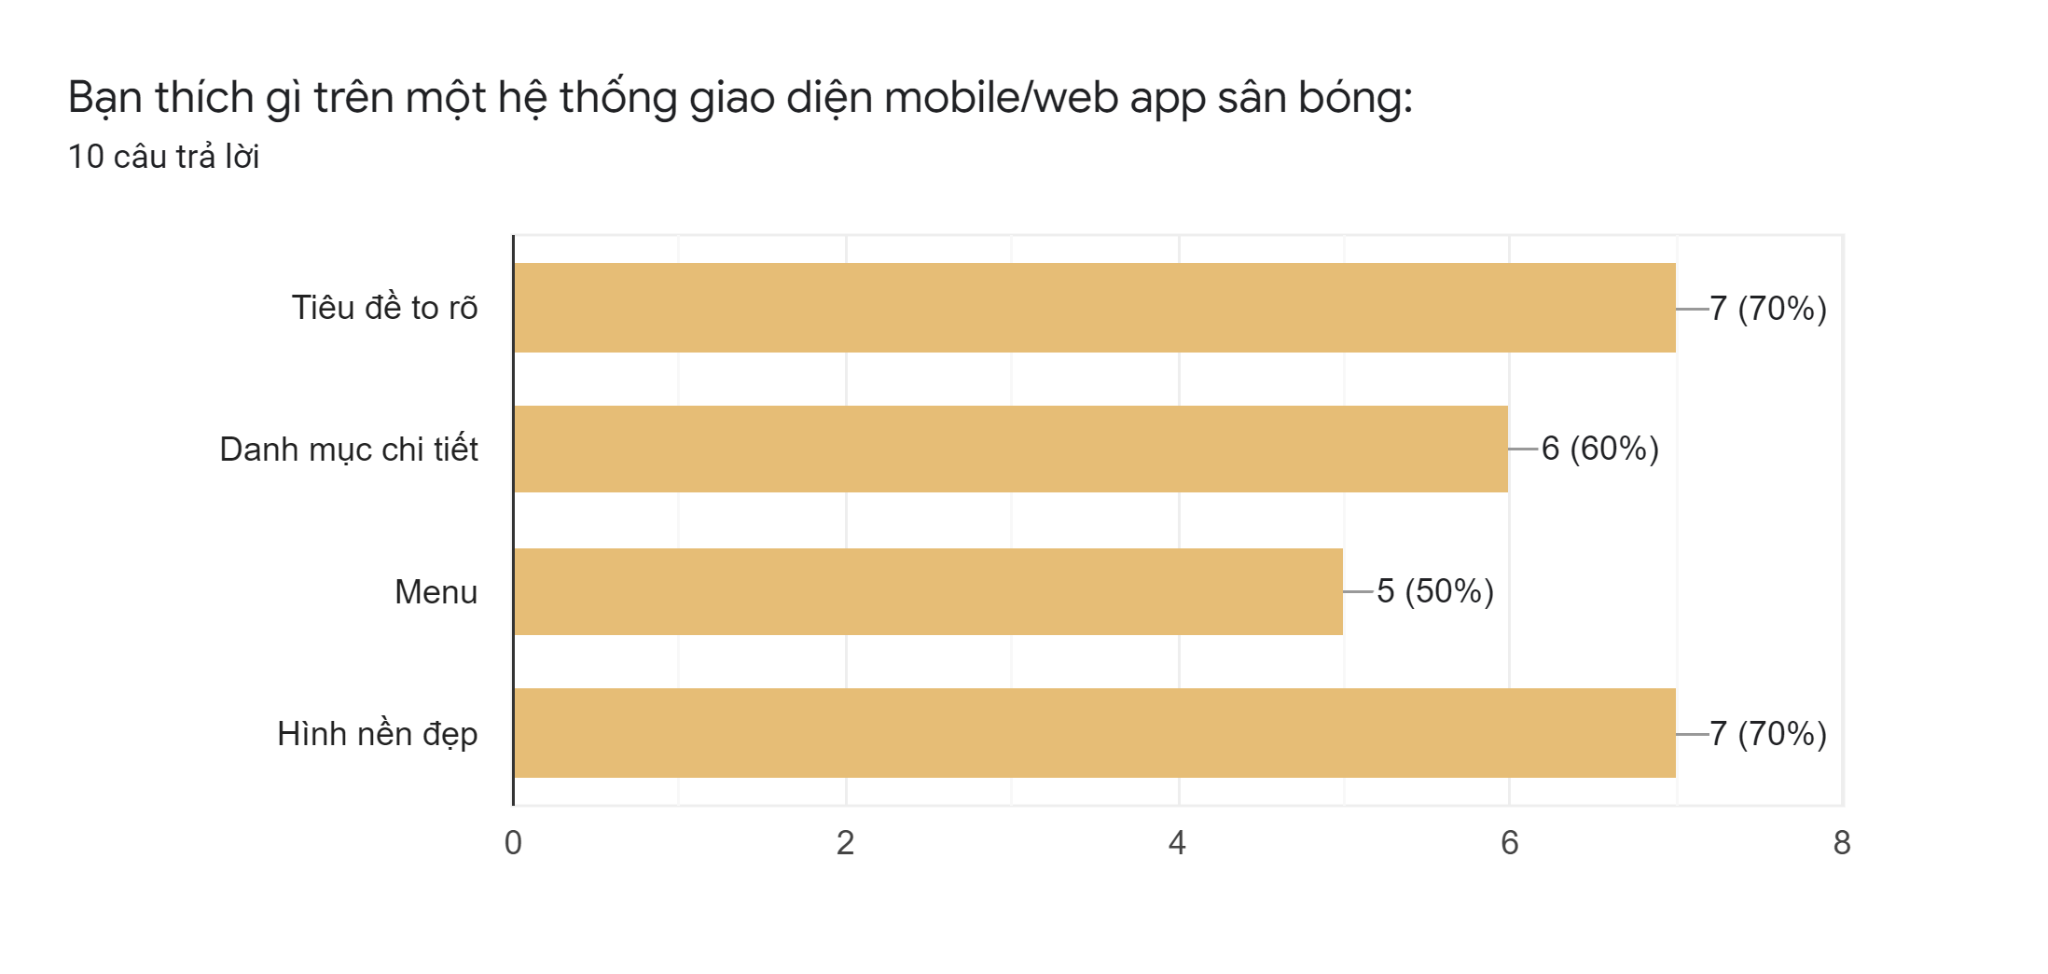 Bạn thích gì trên một hệ thống giao diện mobile/web app sân bóng:
10 câu trả lời
Tiêu đề to rõ
7 (70%)
Danh mục chi tiết
6 (60%)
Menu
5 (50%)
Hình nền đẹp
7 (70%)
0 2 4 6 8